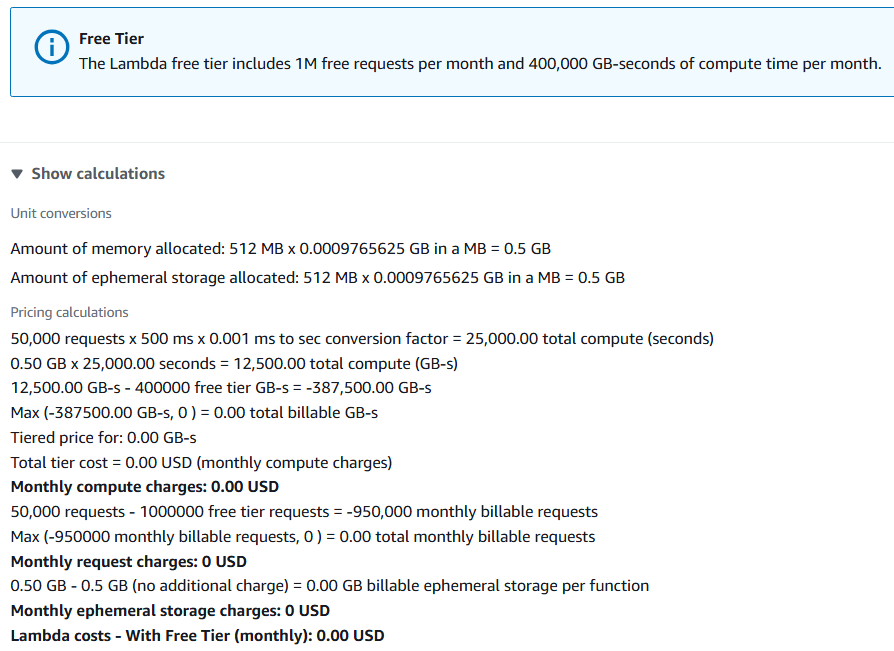 Free Tier
The Lambda free tier includes 1M free requests per month and 400,000 GB-seconds of compute time per month.
Show calculations
Unit conversions
Amount of memory allocated: 512 MB x 0.0009765625 GB in a MB = 0.5 GB
Amount of ephemeral storage allocated: 512 MB x 0.0009765625 GB in a MB = 0.5 GB
Pricing calculations
50,000 requests x 500 ms x 0.001 ms to sec conversion factor = 25,000.00 total compute (seconds)
0.50 GB x 25,000.00 seconds = 12,500.00 total compute (GB-s)
12,500.00 GB-s - 400000 free tier GB-s = -387,500.00 GB-s
Max (-387500.00 GB-s, 0 ) = 0.00 total billable GB-s
Tiered price for: 0.00 GB-s
Total tier cost = 0.00 USD (monthly compute charges)
Monthly compute charges: 0.00 USD
50,000 requests - 1000000 free tier requests = -950,000 monthly billable requests
Max (-950000 monthly billable requests, 0 ) = 0.00 total monthly billable requests
Monthly request charges: 0 USD
0.50 GB - 0.5 GB (no additional charge) = 0.00 GB billable ephemeral storage per function
Monthly ephemeral storage charges: 0 USD
Lambda costs - With Free Tier (monthly): 0.00 USD